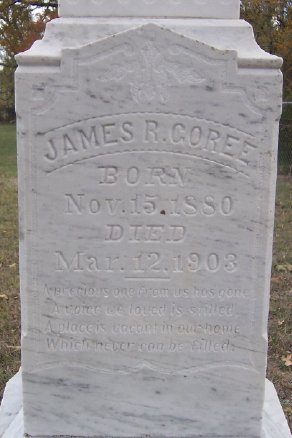 JAMES R. GOREE
BORN
Nov. 15. 1880
DIED
Mar. 12. 1903
A precious one from us has gone
A voice we loved is stilled
A place is vacant in our home
Which never can be filled.